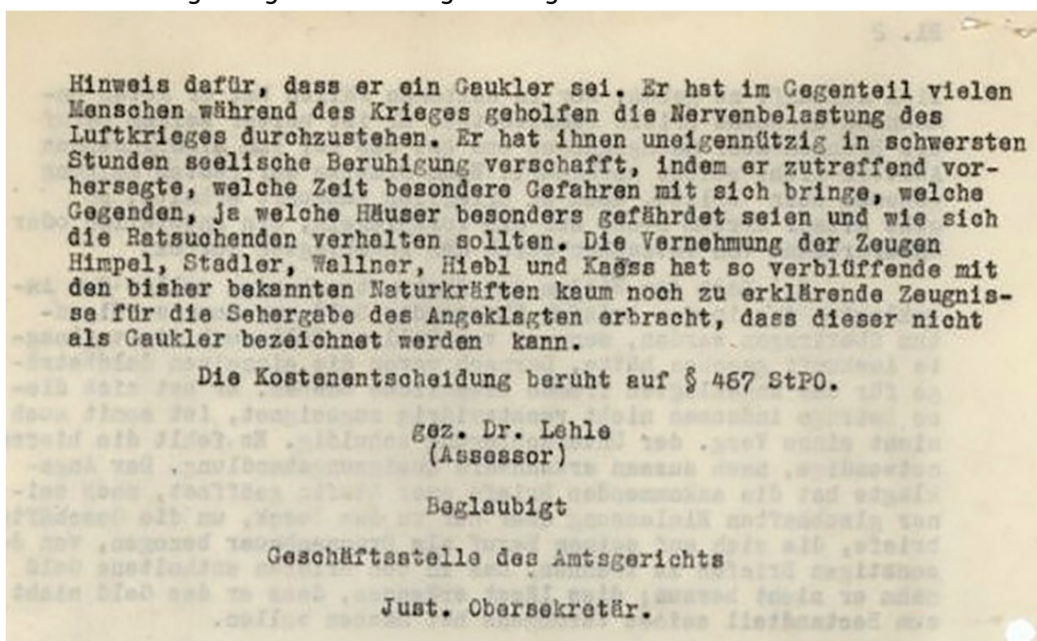 Hinweis dafür, dass er ein Gaukler sei. Er hat im Gegenteil vielen
Menschen während des Krieges geholfen die Nervenbelastung des
Luftkrieges durchzustehen. Er hat ihnen uneigennützig in schwersten
Stunden seelische Beruhigung verschafft, indem er zutreffend vor-
hersagte, welche Zeit besondere Gefahren mit sich bringe, welche
Gegenden, ja welche Häuser besonders gefährdet seien und wie sich
die Ratsuchenden verhalten sollten. Die Vernehmung der Zeugen
Himpel, Stadler, Wallner, Hiebl und Kaess hat so verblüffende mit
den bisher bekannten Naturkräften kaum noch zu erklärende Zeugnis-
se für die Sehergabe des Angeklagten erbracht, dass dieser nicht
als Gaukler bezeichnet werden kann.
Die Kostenentscheidung berüht auf § 467 StPO.
gez. Dr. Lehle
(Assessor)
Beglaubigt
Geschäftsstelle des Amtsgerichts
Just. Obersekretär.